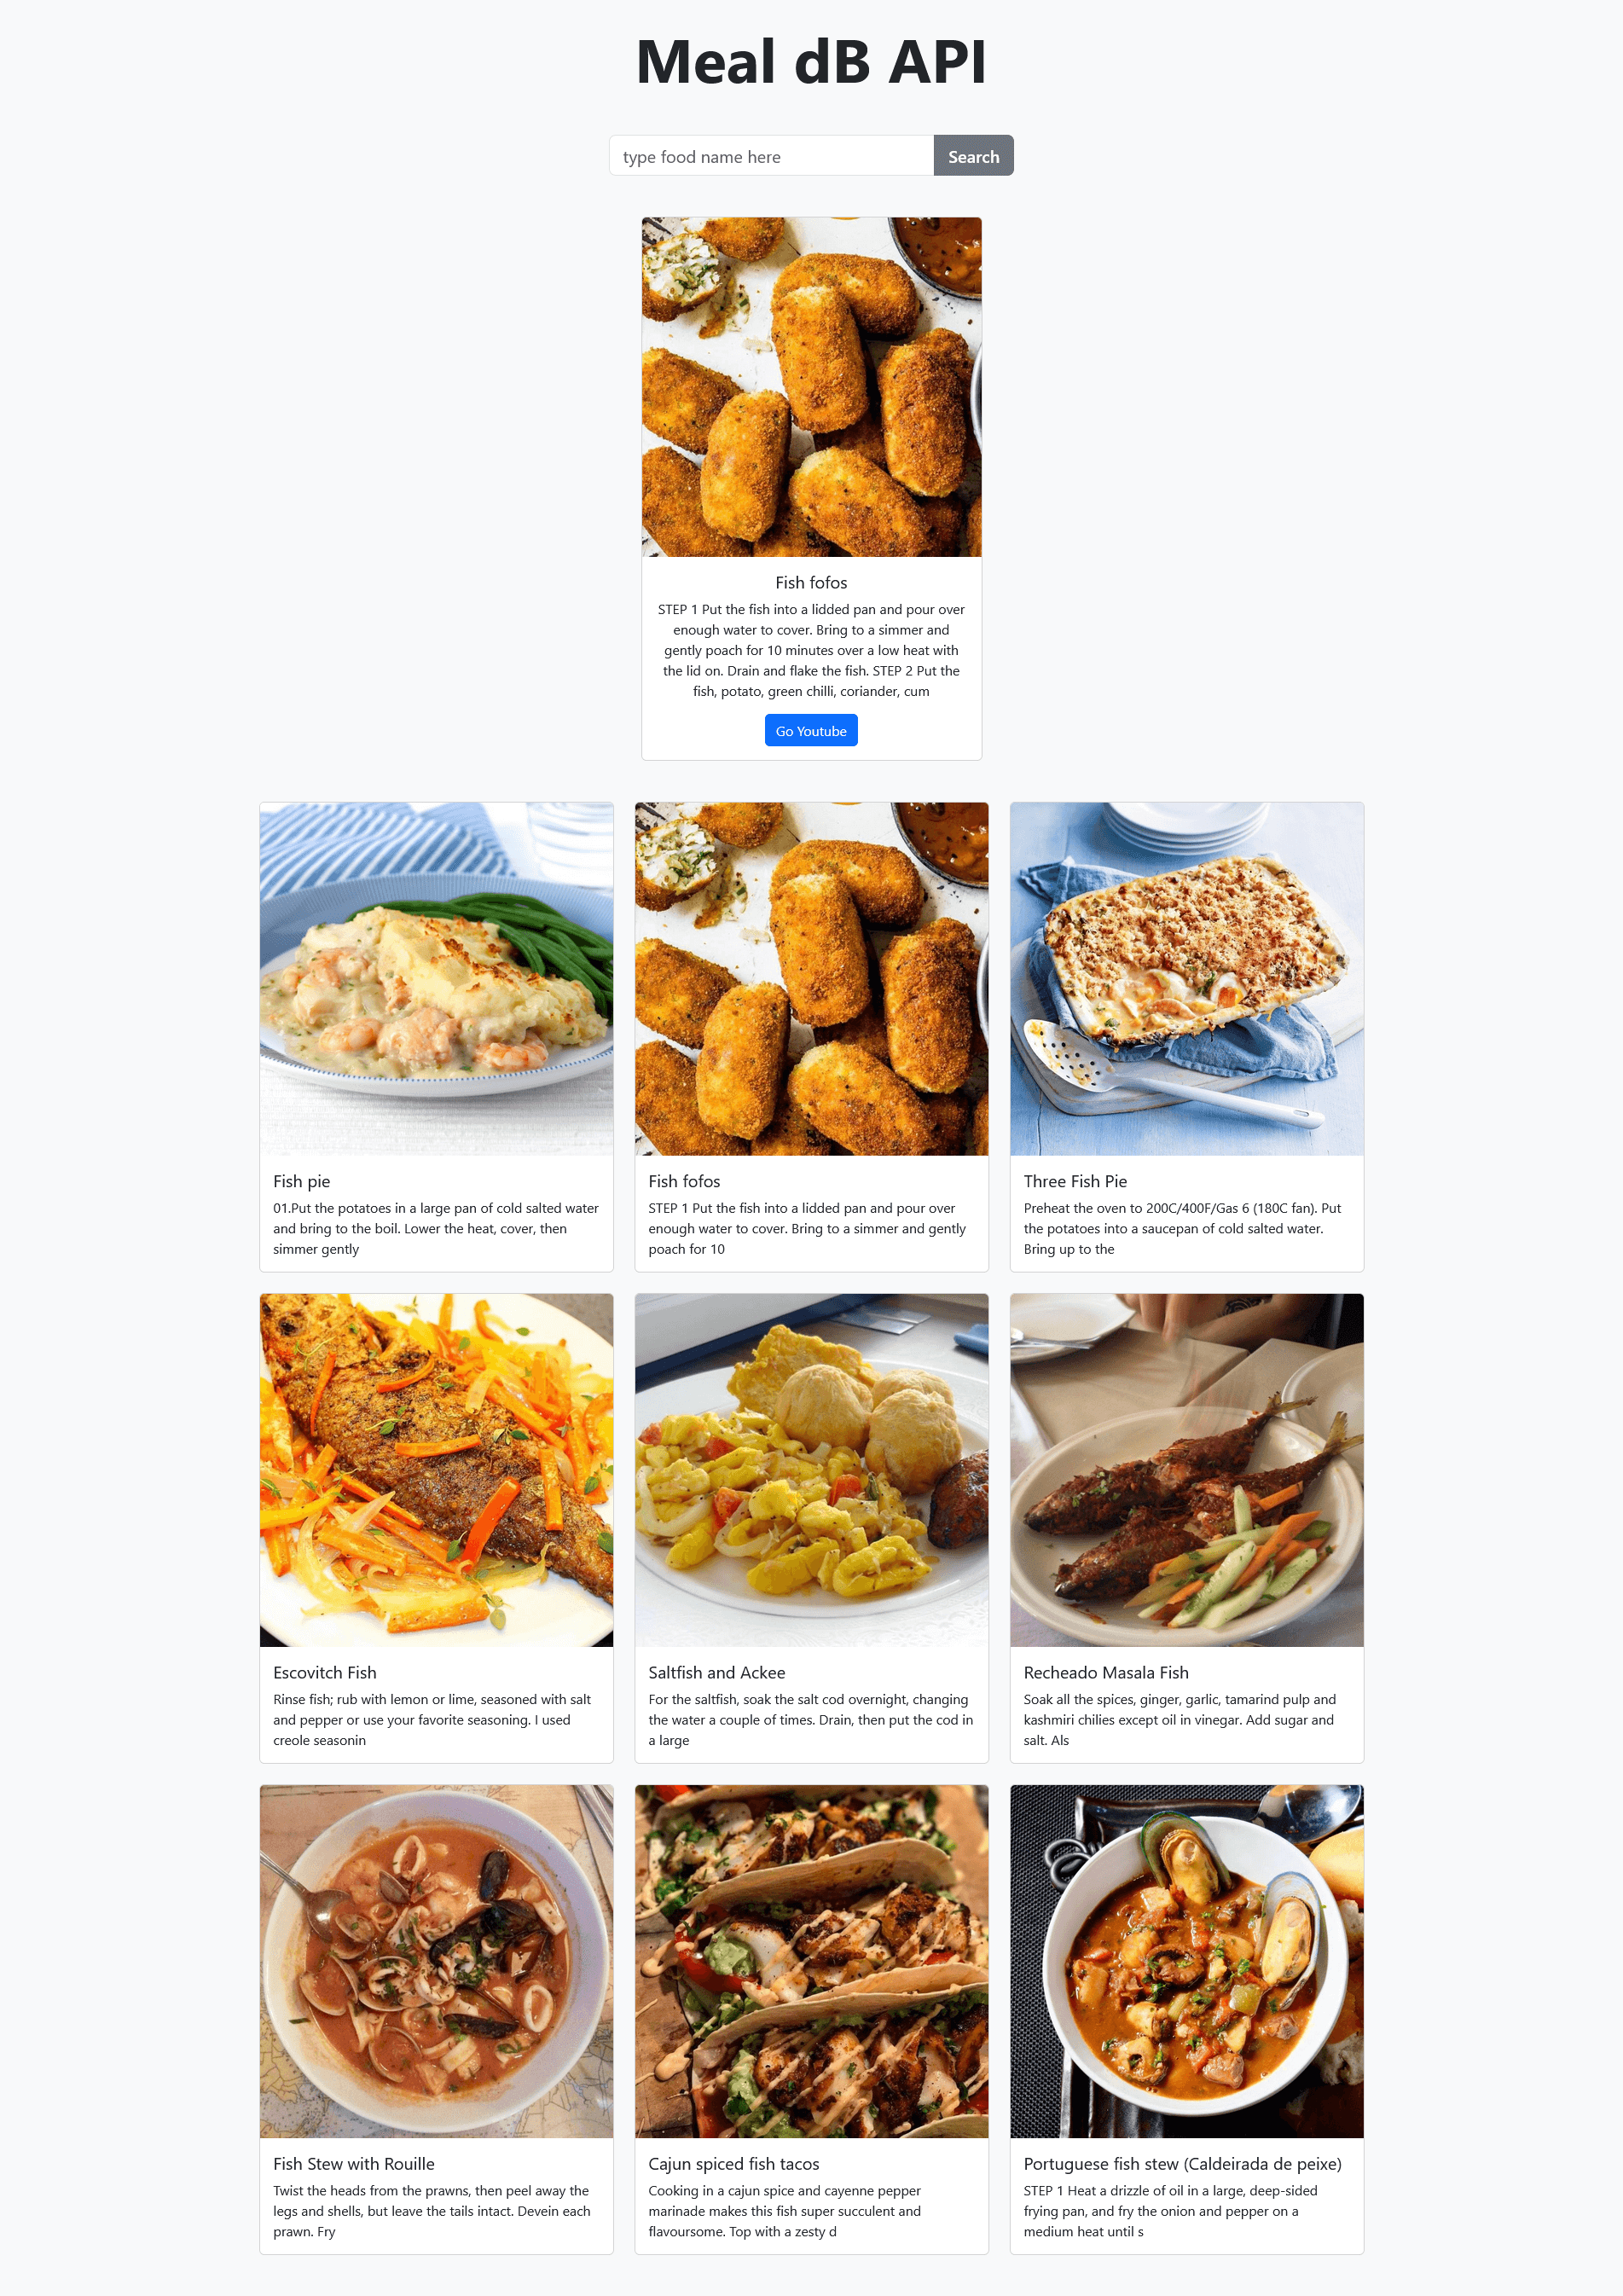 Meal dB API
type food name here
Search
Fish fofos
STEP 1 Put the fish into a lidded pan and pour over
enough water to cover. Bring to a simmer and
gently poach for 10 minutes over a low heat with
the lid on. Drain and flake the fish. STEP 2 Put the
fish, potato, green chilli, coriander, cum
Go Youtube
Fish pie
01.Put the potatoes in a large pan of cold salted water
and bring to the boil. Lower the heat, cover, then
simmer gently
Fish fofos
STEP 1 Put the fish into a lidded pan and pour over
enough water to cover. Bring to a simmer and gently
poach for 10
Three Fish Pie
Preheat the oven to 200C/400F/Gas 6 (180C fan). Put
the potatoes into a saucepan of cold salted water.
Bring up to the
Escovitch Fish
Rinse fish; rub with lemon or lime, seasoned with salt
and pepper or use your favorite seasoning. I used
creole seasonin
Saltfish and Ackee
For the saltfish, soak the salt cod overnight, changing
the water a couple of times. Drain, then put the cod in
a large
Recheado Masala Fish
Soak all the spices, ginger, garlic, tamarind pulp and
kashmiri chilies except oil in vinegar. Add sugar and
salt. Als
Fish Stew with Rouille
Twist the heads from the prawns, then peel away the
legs and shells, but leave the tails intact. Devein each
prawn. Fry
Cajun spiced fish tacos
Cooking in a cajun spice and cayenne pepper
marinade makes this fish super succulent and
flavoursome. Top with a zesty d
Portuguese fish stew (Caldeirada de peixe)
STEP 1 Heat a drizzle of oil in a large, deep-sided
frying pan, and fry the onion and pepper on a
medium heat until s